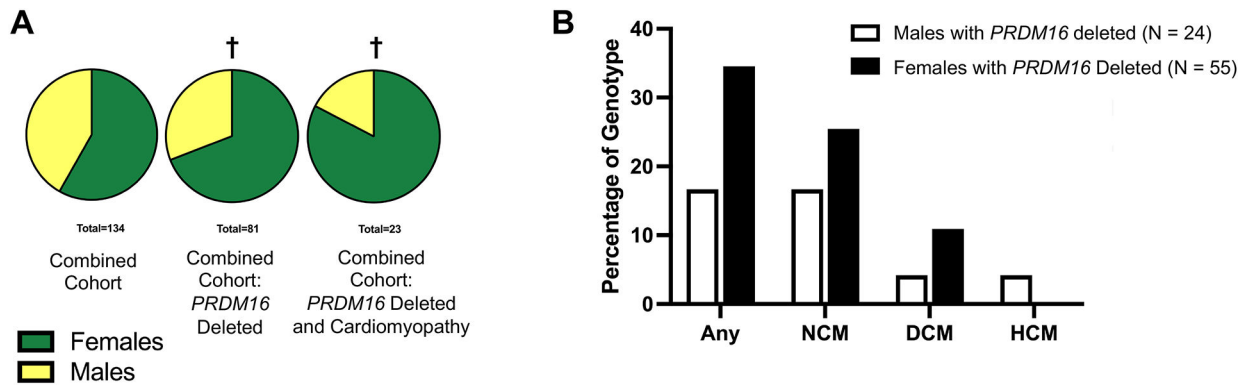 A
†
†
Total=134
Total=81
Total=23
Combined
Cohort
Combined
Cohort:
PRDM16
Deleted
Combined
Cohort:
PRDM16 Deleted
and Cardiomyopathy
Females
Males
B
Males with PRDM16 deleted (N = 24)
Females with PRDM16 Deleted (N = 55)
Percentage of Genotype
40
30
20
10
0
Any
NCM
DCM
HCM